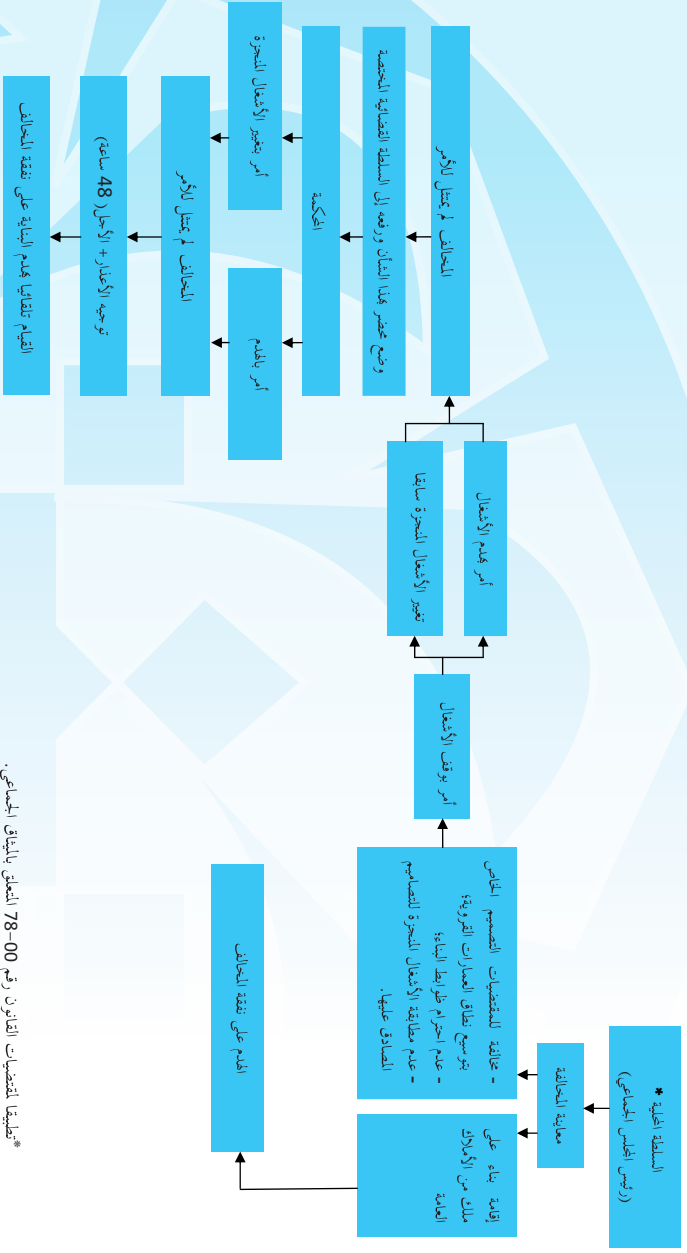 السلطة المحلية *
((رئيس المجلس الجماعي)
معاينة المخالفة
- مخالفة للمقتضيات التصميم الخاص
بتوسيع نطاق العمارات القروية؛
- عدم احترام ظوابط البناء؛
- عدم مطابقة الأشغال المنجزة للتصاميم
المصادق عليها.
إقامة بناء على
ملك من الأملاك
العامة
أمر بوقف الأشغال
الهدم على نفقة المخالف
أمر بهدم الأشغال
تغيير الأشغال المنجزة سابقا
المخالف لم يمتثل للأمر
وضع محضر بهذا الشأن ورفعه إلى السلطة القضائية المختصة
المحكمة
أمر بتغيير الأشغال المنجزة
أمر بالهدم
المخالف لم يمتثل للأمر
توجيه الأعذار + الأجل( 48 ساعة)
القيام تلقائيا بهدم البناية على نفقة المخالف
*تطبيقا لمقتضيات القانون رقم 00-78 المتعلق بالميثاق الجماعي.